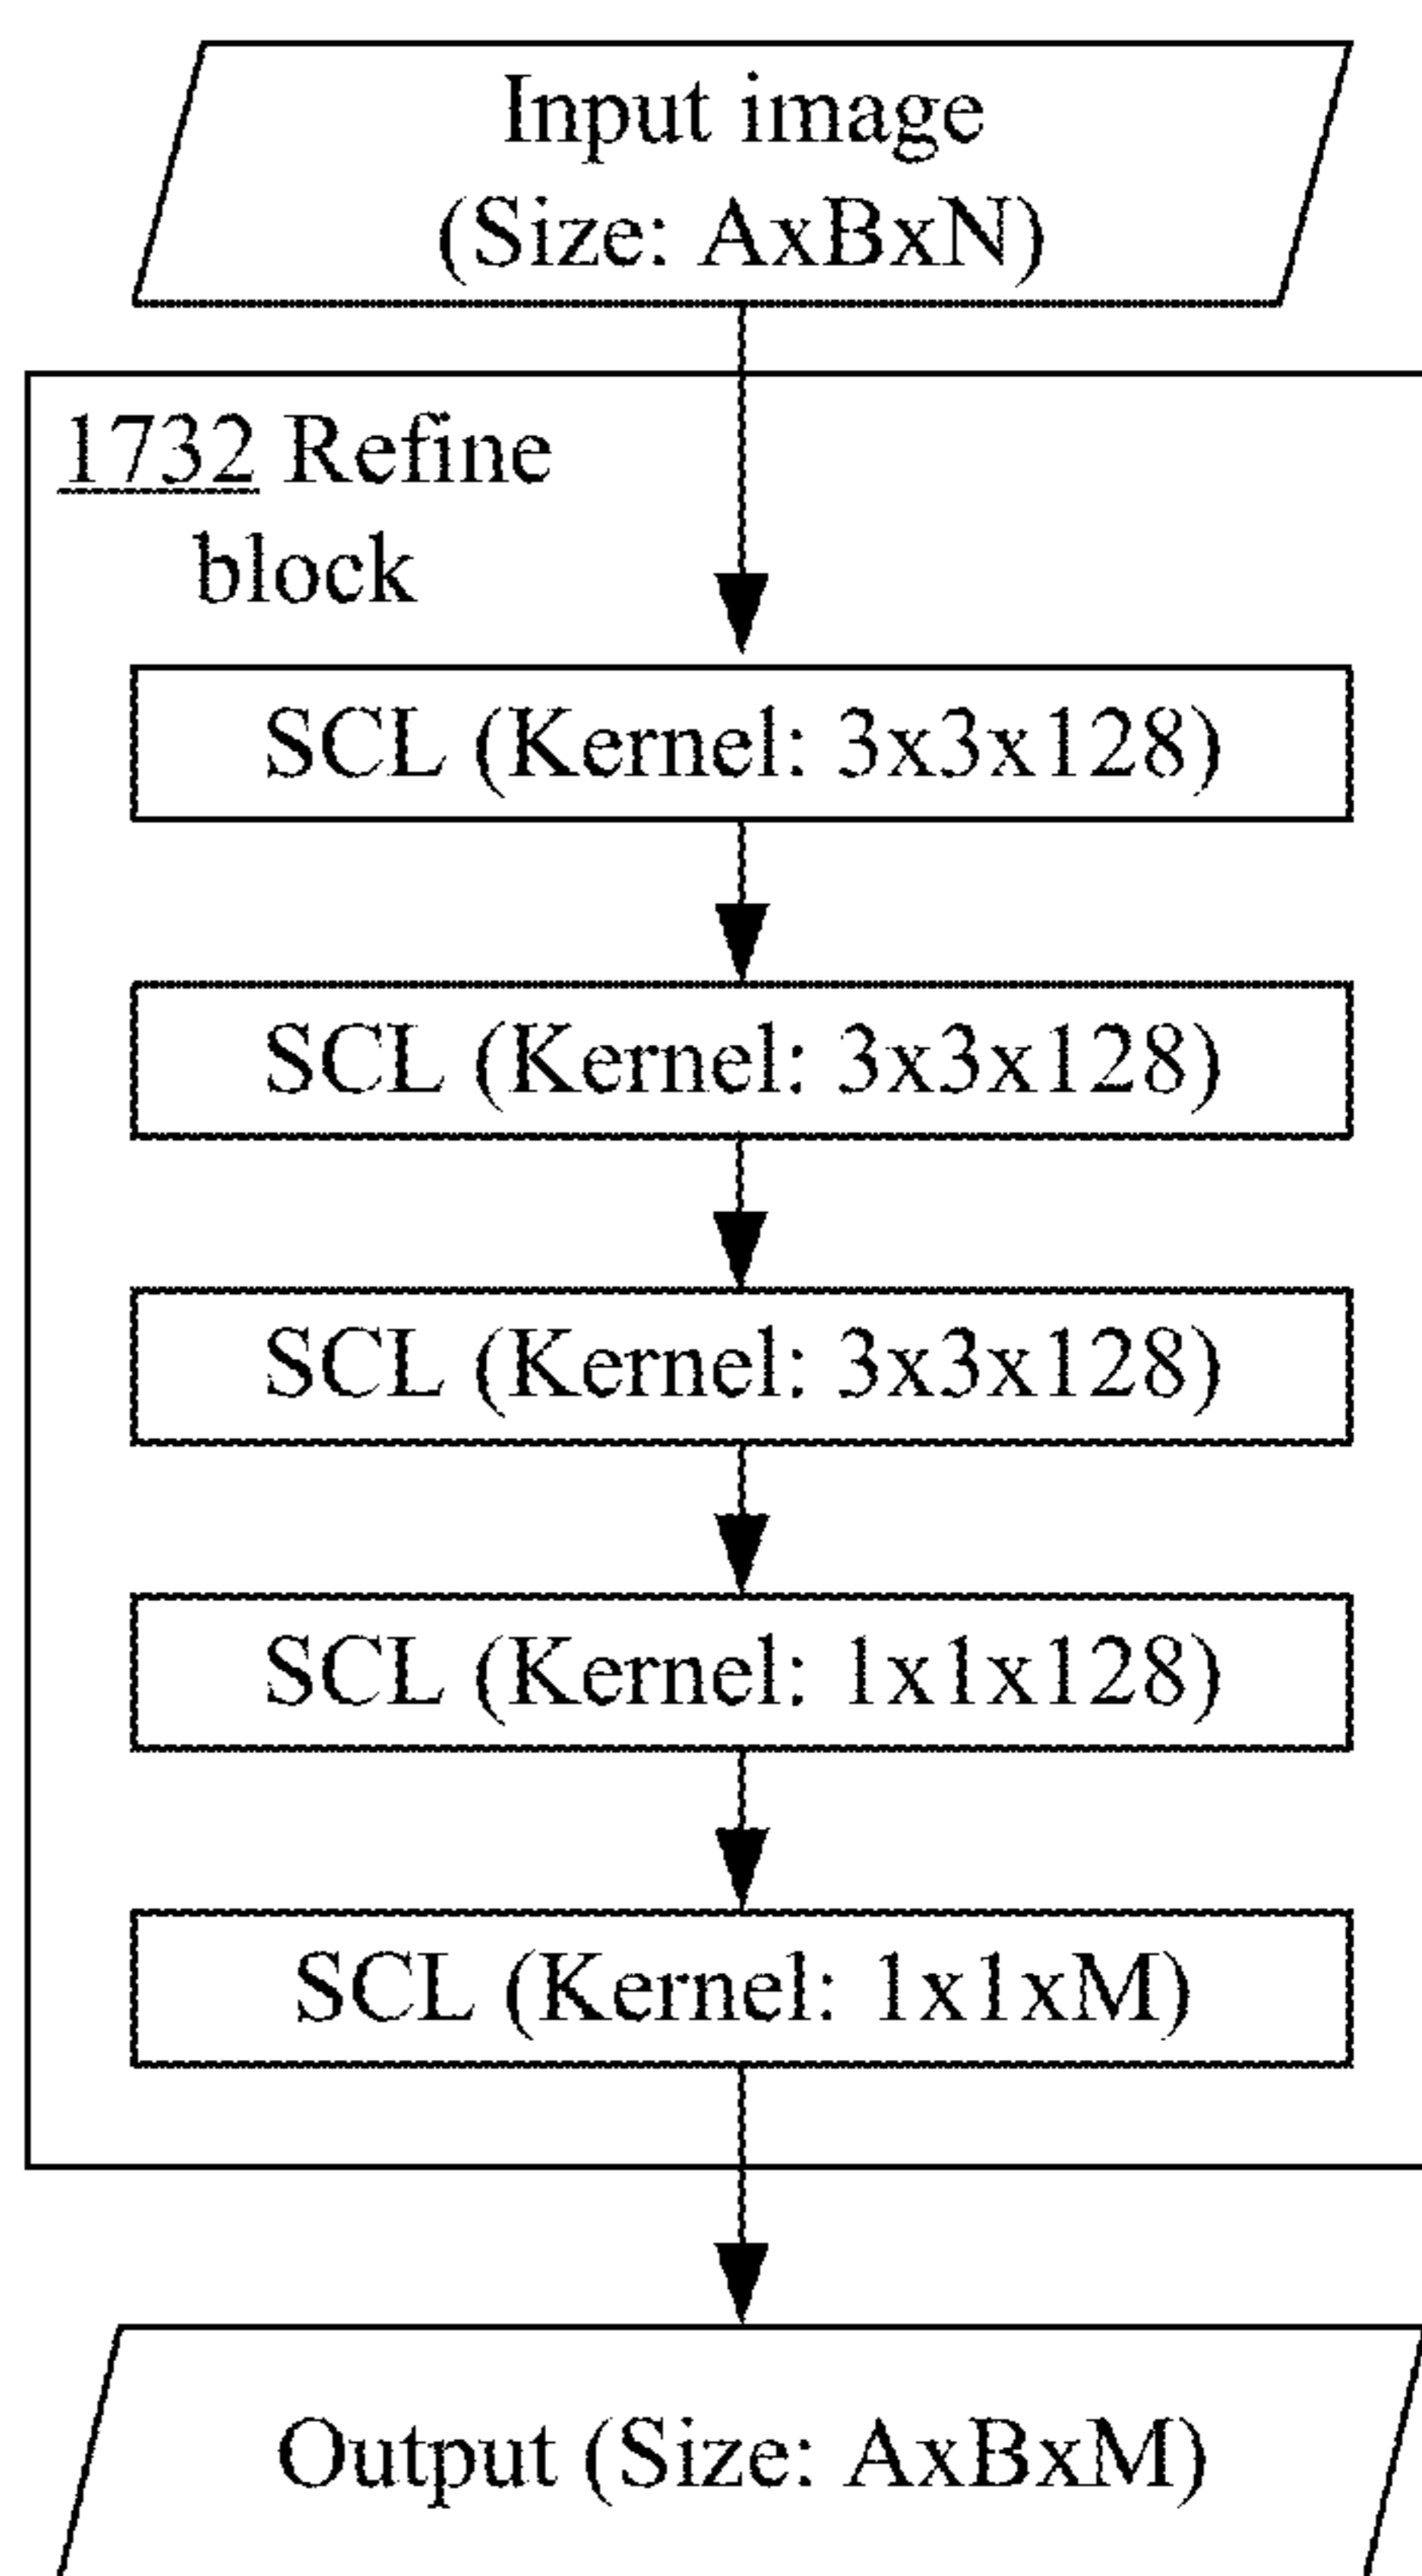 Input image
(Size: AxBxN)
1732 Refine
block
SCL (Kernel: 3x3x128)
SCL (Kernel: 3x3x128)
SCL (Kernel: 3x3x128)
SCL (Kernel: 1x1x128)
SCL (Kernel: 1x1xM)
Output (Size: AxBxM)